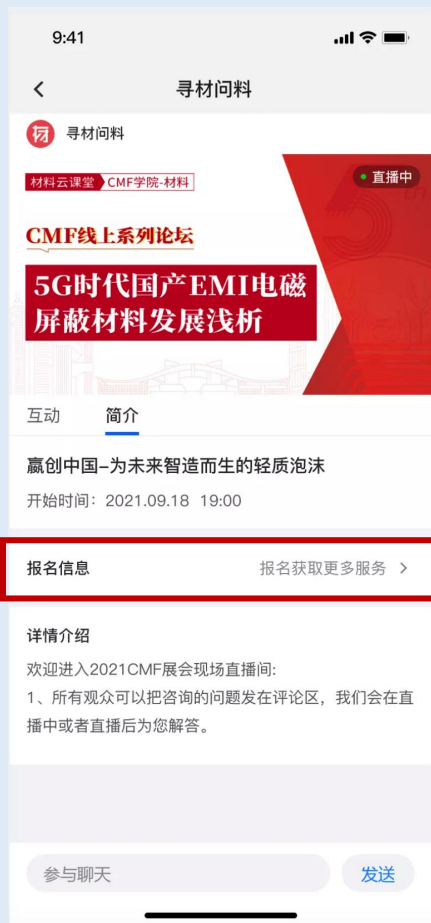 9:41
寻材问料
寻材问料
材料云课堂 CMF学院-材料
直播中
CMF线上系列论坛
5G时代国产EMI电磁
屏蔽材料发展浅析
互动 简介
赢创中国-为未来智造而生的轻质泡沫
开始时间：2021.09.18 19:00
报名信息 报名获取更多服务 >
详情介绍
欢迎进入2021CMF展会现场直播间:
1、所有观众可以把咨询的问题发在评论区，我们会在直
播中或者直播后为您解答。
参与聊天 发送